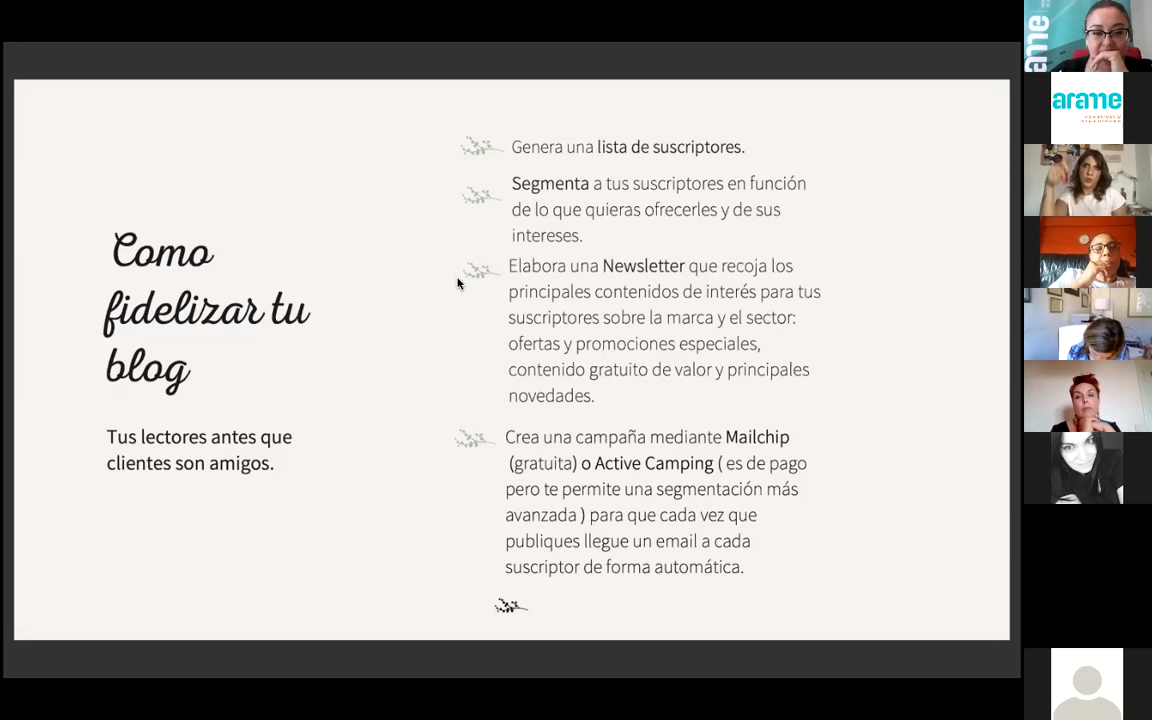 Como
fidelizar tu
blog
Tus lectores antes que
clientes son amigos.
Genera una lista de suscriptores.
Segmenta a tus suscriptores en función
de lo que quieras ofrecerles y de sus
intereses.
Elabora una Newsletter que recoja los
principales contenidos de interés para tus
suscriptores sobre la marca y el sector:
ofertas y promociones especiales,
contenido gratuito de valor y principales
novedades.
Crea una campaña mediante Mailchip
(gratuita) o Active Camping ( es de pago
pero te permite una segmentación más
avanzada ) para que cada vez que
publiques llegue un email a cada
suscriptor de forma automática.
ame
arame